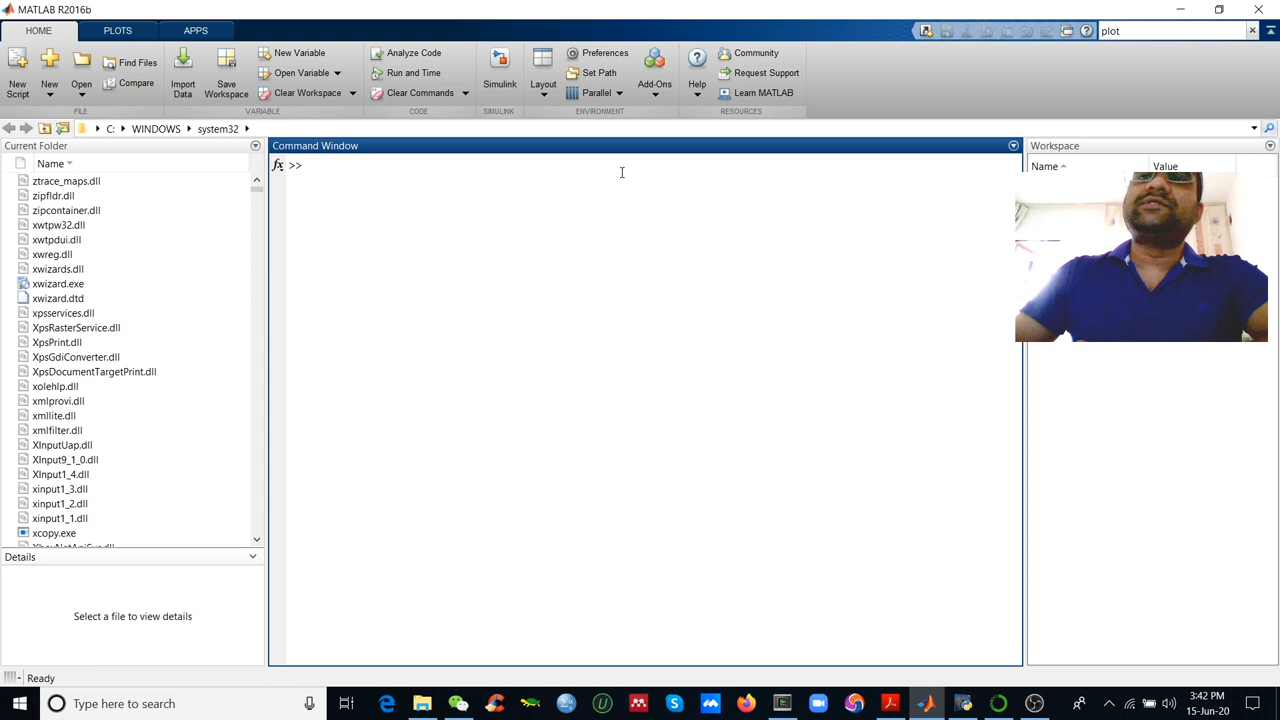 MATLAB R2016b
HOME PLOTS APPS
plot
New Script
New
Open
Find Files
Compare
Import Data
Save Workspace
New Variable
Open Variable
Clear Workspace
Analyze Code
Run and Time
Clear Commands
Simulink
Layout
Preferences
Set Path
Parallel
Add-Ons
Help
Community
Request Support
Learn MATLAB
FILE VARIABLE CODE SIMULINK ENVIRONMENT RESOURCES
C: WINDOWS system32
Current Folder
Name
ztrace_maps.dll
zipfldr.dll
zipcontainer.dll
xwtpw32.dll
xwtpdui.dll
xwreg.dll
xwizards.dll
xwizard.exe
xwizard.dtd
xpsservices.dll
XpsRasterService.dll
XpsPrint.dll
XpsGdiConverter.dll
XpsDocumentTargetPrint.dll
xolehlp.dll
xmlprovi.dll
xmllite.dll
xmlfilter.dll
XInputUap.dll
XInput9_1_0.dll
XInput1_4.dll
xinput1_3.dll
xinput1_2.dll
xinput1_1.dll
xcopy.exe
Details
Select a file to view details
Command Window
fx >>
Workspace
Name Value
Ready
Type here to search
3:42 PM
15-Jun-20